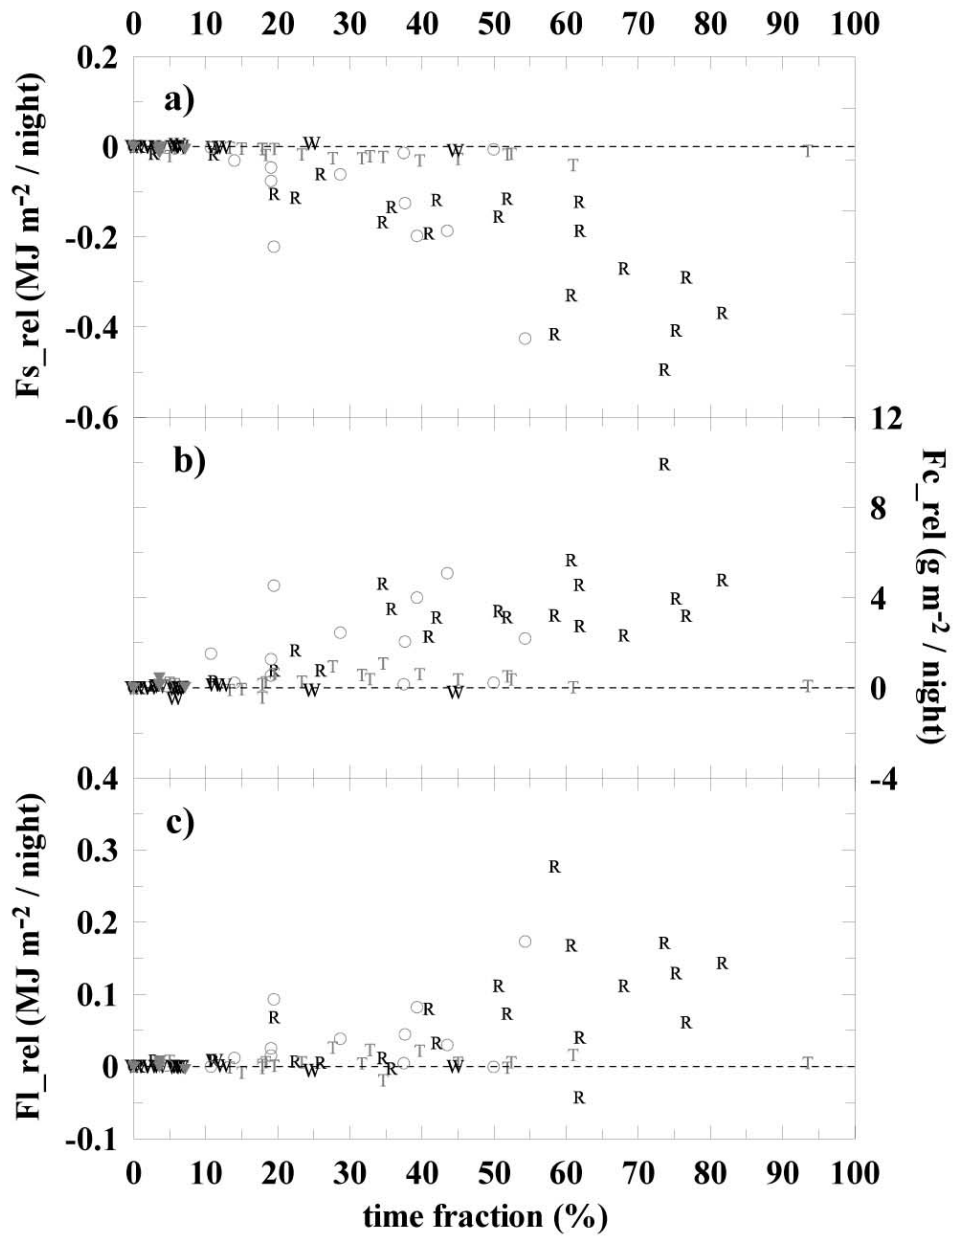 0 10 20 30 40 50 60 70 80 90 100
0.2
a)
0
-0.2
-0.4
-0.6
Fs_rel (MJ m⁻² / night)
12
b)
8
4
0
-4
Fc_rel (g m⁻² / night)
0.4
c)
0.3
0.2
0.1
0
-0.1
Fl_rel (MJ m⁻² / night)
0 10 20 30 40 50 60 70 80 90 100
time fraction (%)